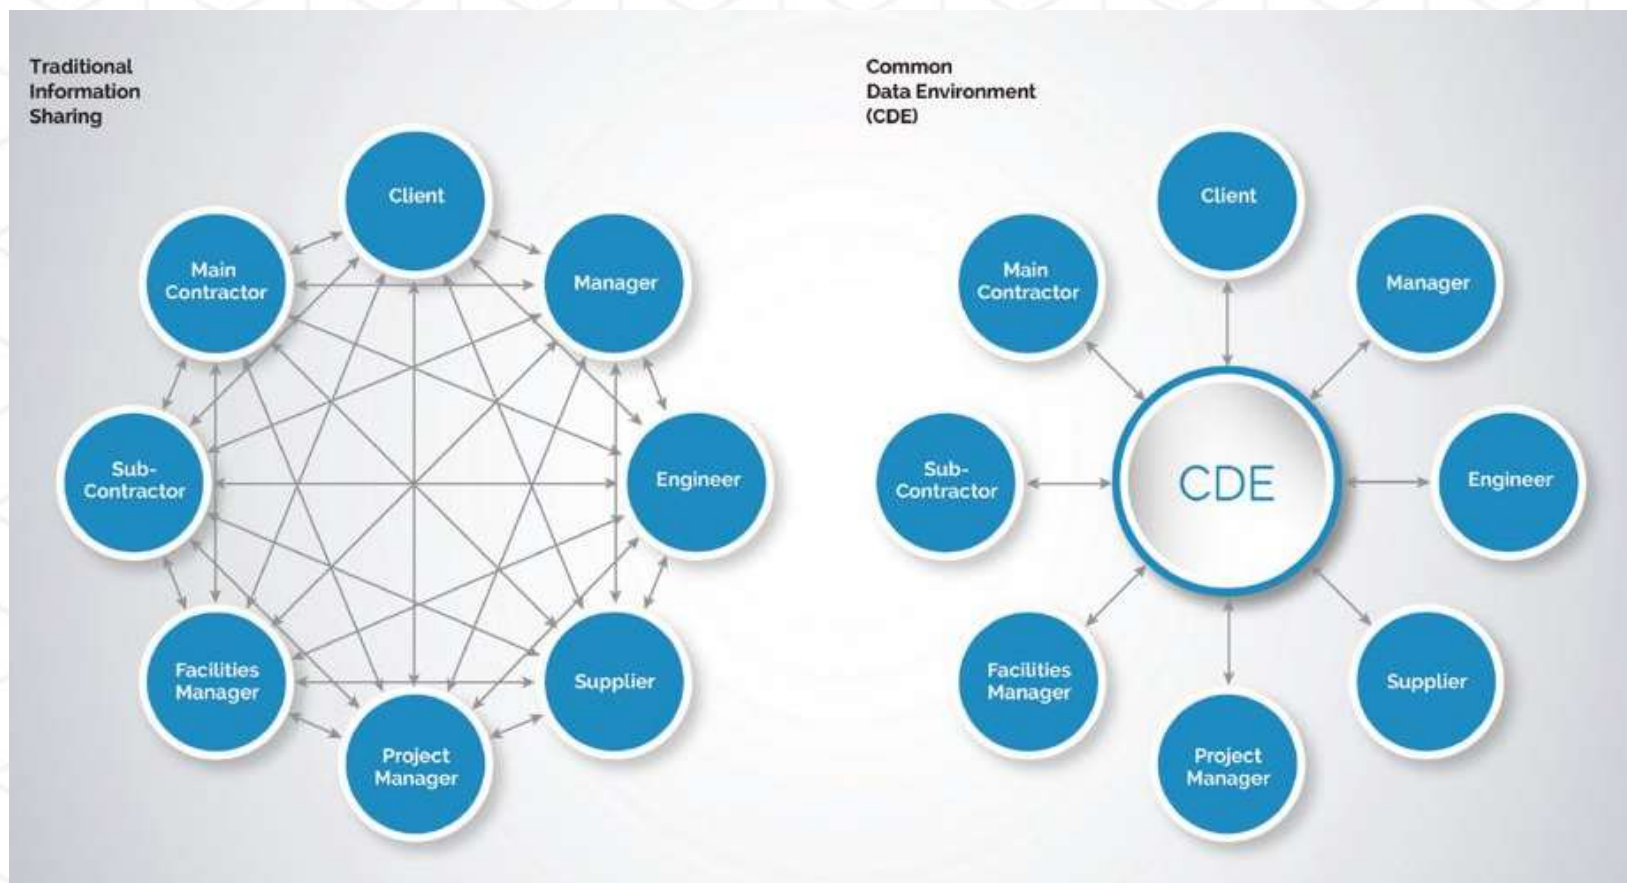 Traditional
Information
Sharing
Client
Main
Contractor
Manager
Sub-
Contractor
Engineer
Facilities
Manager
Supplier
Project
Manager
Common
Data Environment
(CDE)
Client
Main
Contractor
Manager
Sub-
Contractor
CDE
Engineer
Facilities
Manager
Supplier
Project
Manager